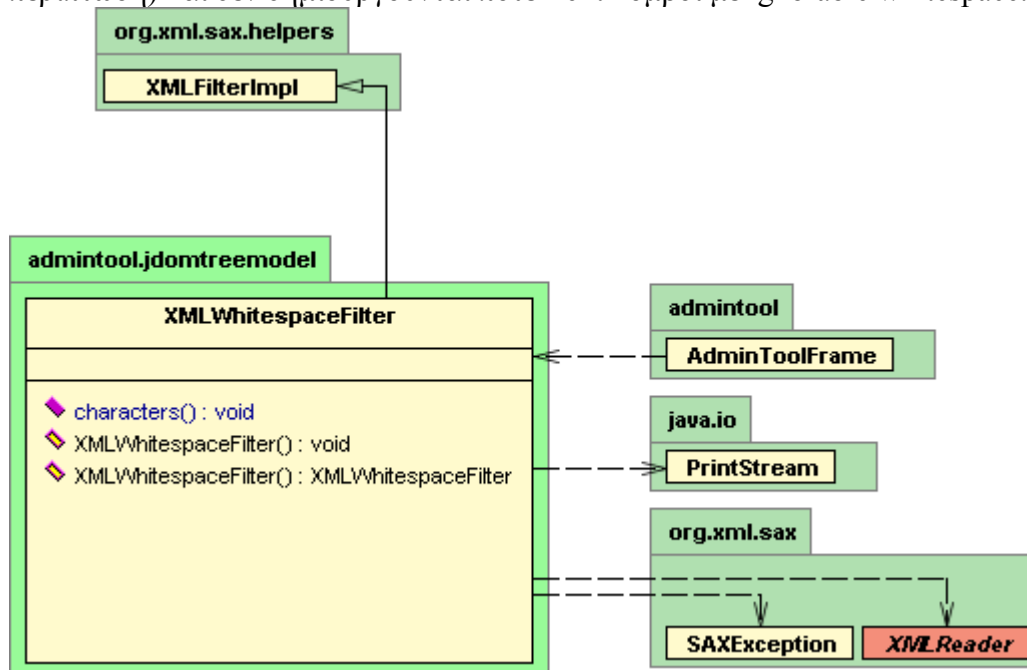 org.xml.sax.helpers
XMLFilterImpl
admintool.jdomtreemodel
XMLWhitespaceFilter
characters() : void
XMLWhitespaceFilter() : void
XMLWhitespaceFilter() : XMLWhitespaceFilter
admintool
AdminToolFrame
java.io
PrintStream
org.xml.sax
SAXException
XMLReader